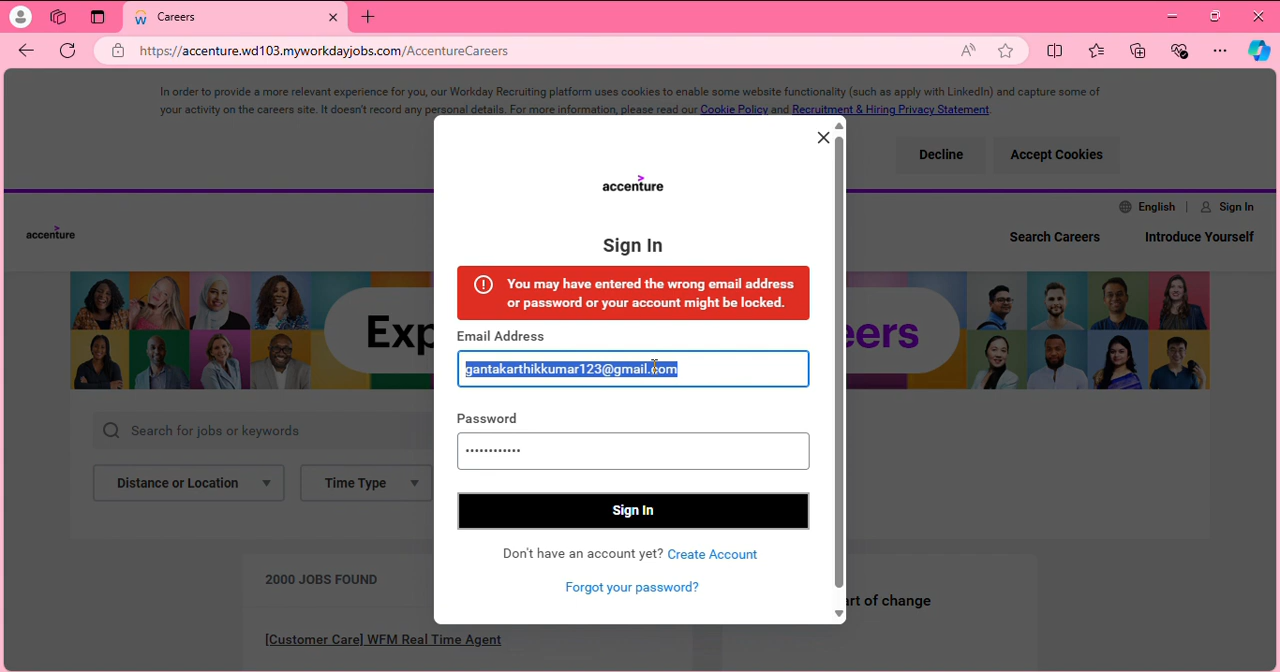 Careers
https://accenture.wd103.myworkdayjobs.com/AccentureCareers
In order to provide a more relevant experience for you, our Workday Recruiting platform uses cookies to enable some website functionality (such as apply with LinkedIn) and capture some of
your activity on the careers site. It doesn't record any personal details. For more information, please read our Cookie Policy and Recruitment & Hiring Privacy Statement.
Decline
Accept Cookies
English
Sign In
accenture
Search Careers
Introduce Yourself
Exp
eers
Search for jobs or keywords
Distance or Location
Time Type
2000 JOBS FOUND
art of change
[Customer Care] WFM Real Time Agent
accenture
Sign In
You may have entered the wrong email address
or password or your account might be locked.
Email Address
gantakarthikkumar123@gmail.com
Password
••••••••••••
Sign In
Don't have an account yet? Create Account
Forgot your password?